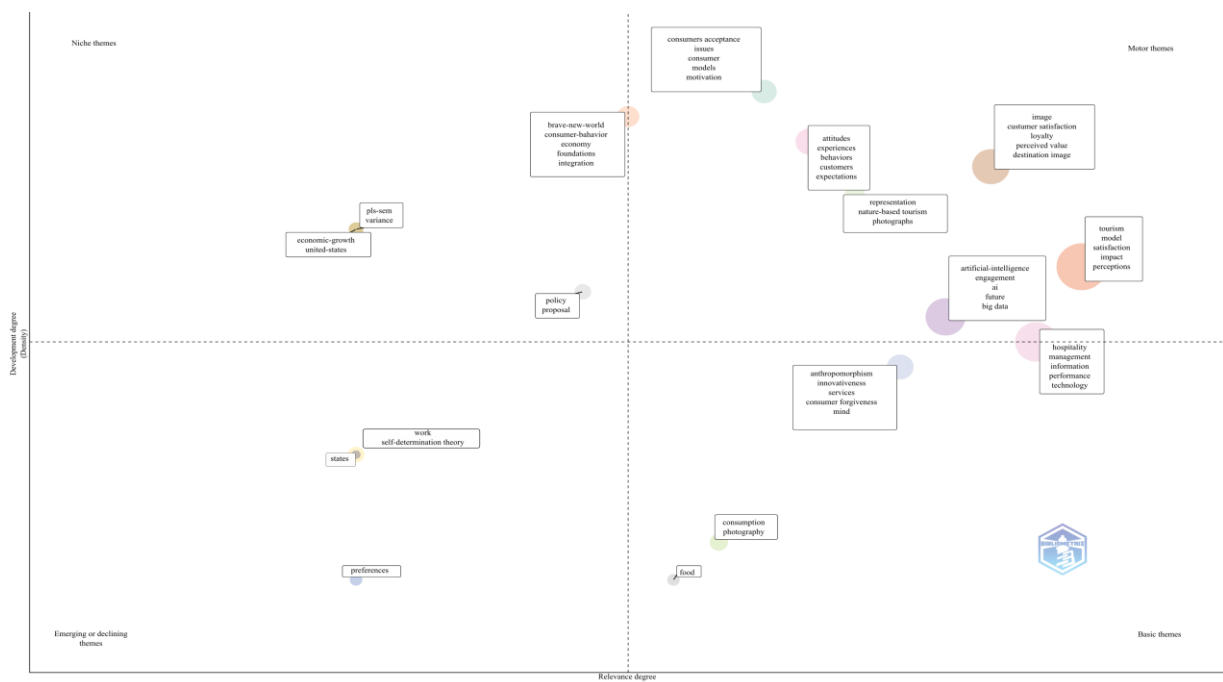 Niche themes
Motor themes
consumers acceptance
issues
consumer
models
motivation
brave-new-world
consumer-bahavior
economy
foundations
integration
attitudes
experiences
behaviors
customers
expectations
image
custumer satisfaction
loyalty
perceived value
destination image
representation
nature-based tourism
photographs
pls-sem
variance
economic-growth
united-states
tourism
model
satisfaction
impact
perceptions
artificial-intelligence
engagement
ai
future
big data
policy
proposal
hospitality
management
information
performance
technology
anthropomorphism
innovativeness
services
consumer forgiveness
mind
work
self-determination theory
states
consumption
photography
preferences
food
BIBLIOMETRIX
Emerging or declining
themes
Basic themes
Relevance degree
Development degree
(Density)